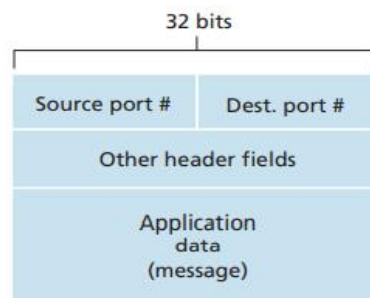 32 bits
Source port # Dest. port #
Other header fields
Application
data
(message)